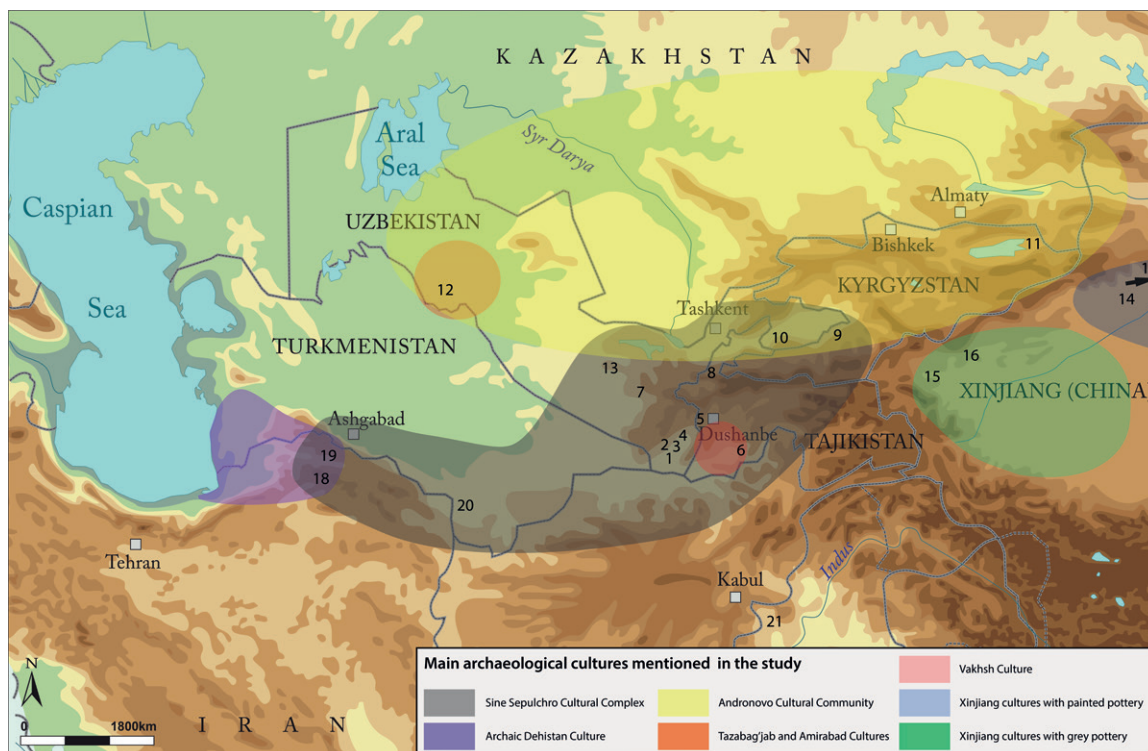 K A Z A K H S T A N
Aral
Sea
Syr Darya
Caspian
Sea
Almaty
UZBEKISTAN
Bishkek
11
KYRGYZSTAN
12
14
Tashkent
TURKMENISTAN
10
9
13
8
16
7
15
XINJIANG (CHINA)
Ashgabad
5
Dushanbe
TAJIKISTAN
4
2
3
6
1
19
18
20
Tehran
Indus
Kabul
21
N
0
1800km
I R A N
Main archaeological cultures mentioned in the study
Vakhsh Culture
Sine Sepulchro Cultural Complex
Andronovo Cultural Community
Xinjiang cultures with painted pottery
Archaic Dehistan Culture
Tazabag'jab and Amirabad Cultures
Xinjiang cultures with grey pottery